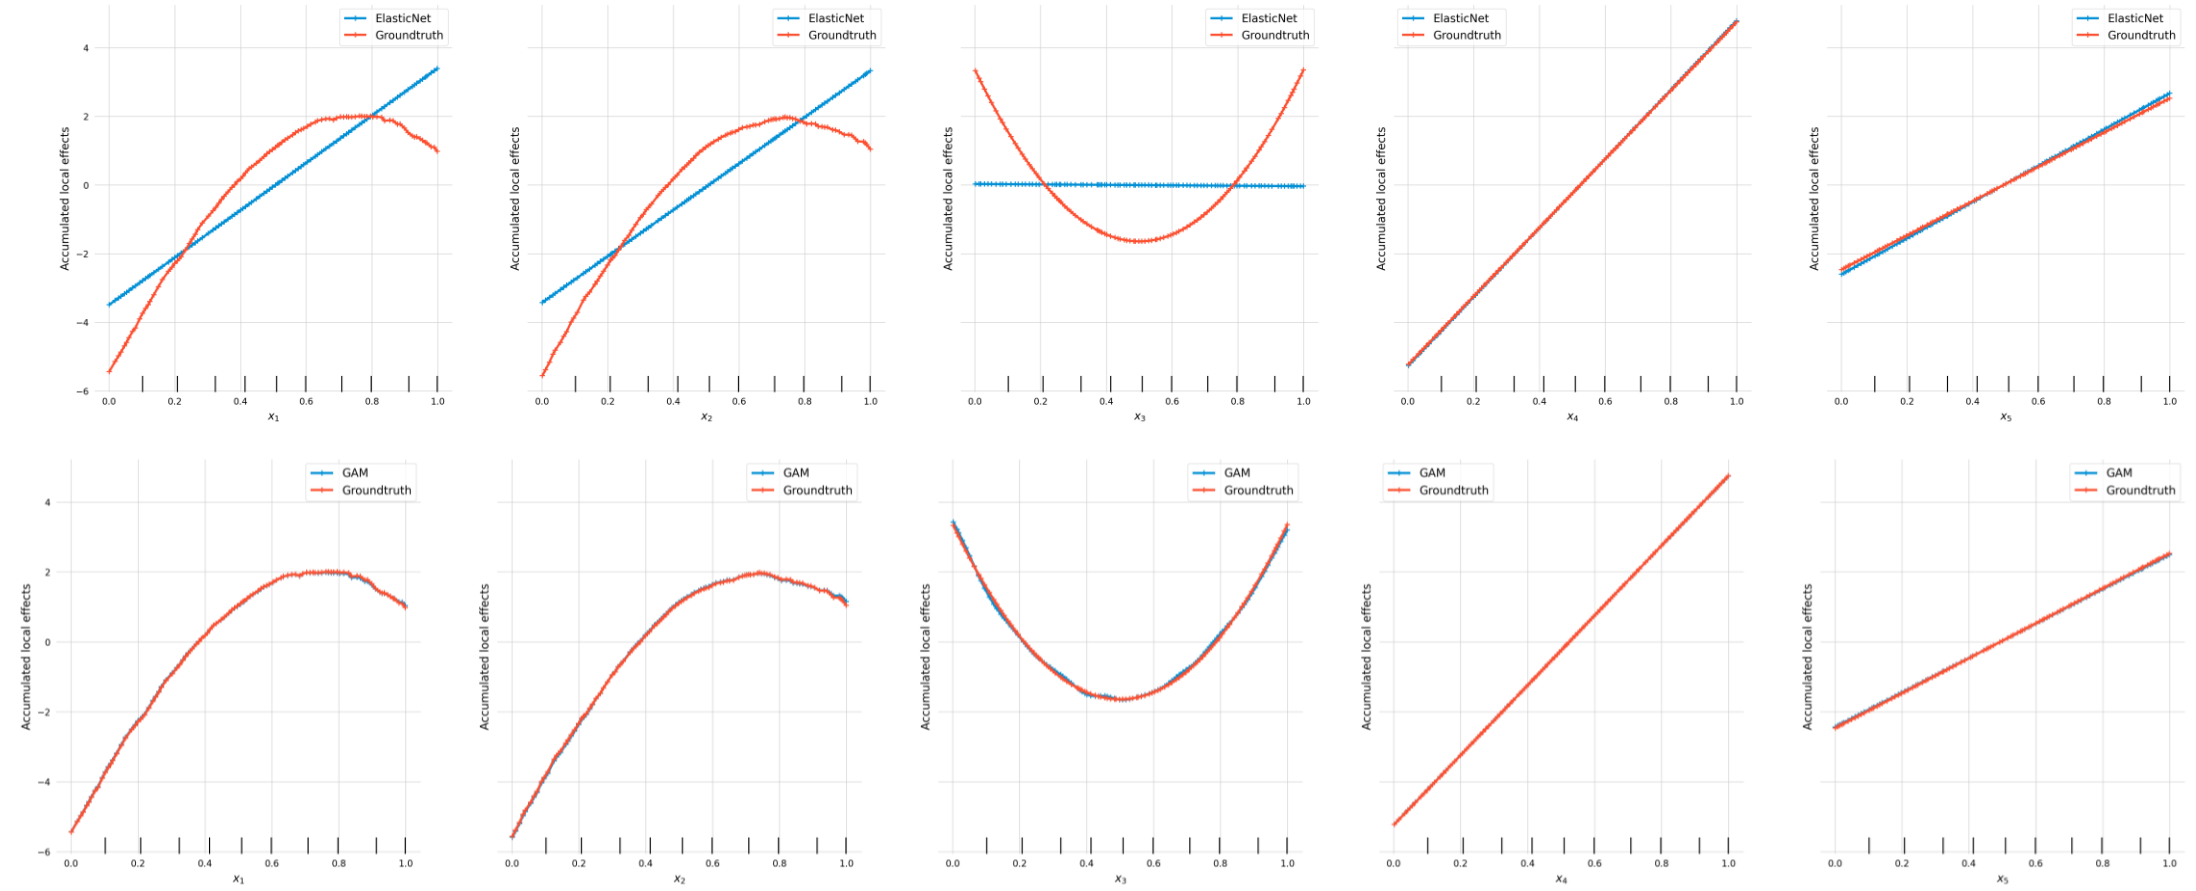 ElasticNet
Groundtruth
Accumulated local effects
4
2
0
−2
−4
−6
0.0 0.2 0.4 0.6 0.8 1.0
x₁
ElasticNet
Groundtruth
Accumulated local effects
0.0 0.2 0.4 0.6 0.8 1.0
x₂
ElasticNet
Groundtruth
Accumulated local effects
0.0 0.2 0.4 0.6 0.8 1.0
x₃
ElasticNet
Groundtruth
Accumulated local effects
0.0 0.2 0.4 0.6 0.8 1.0
x₄
ElasticNet
Groundtruth
Accumulated local effects
0.0 0.2 0.4 0.6 0.8 1.0
x₅
GAM
Groundtruth
Accumulated local effects
4
2
0
−2
−4
−6
0.0 0.2 0.4 0.6 0.8 1.0
x₁
GAM
Groundtruth
Accumulated local effects
0.0 0.2 0.4 0.6 0.8 1.0
x₂
GAM
Groundtruth
Accumulated local effects
0.0 0.2 0.4 0.6 0.8 1.0
x₃
GAM
Groundtruth
Accumulated local effects
0.0 0.2 0.4 0.6 0.8 1.0
x₄
GAM
Groundtruth
Accumulated local effects
0.0 0.2 0.4 0.6 0.8 1.0
x₅